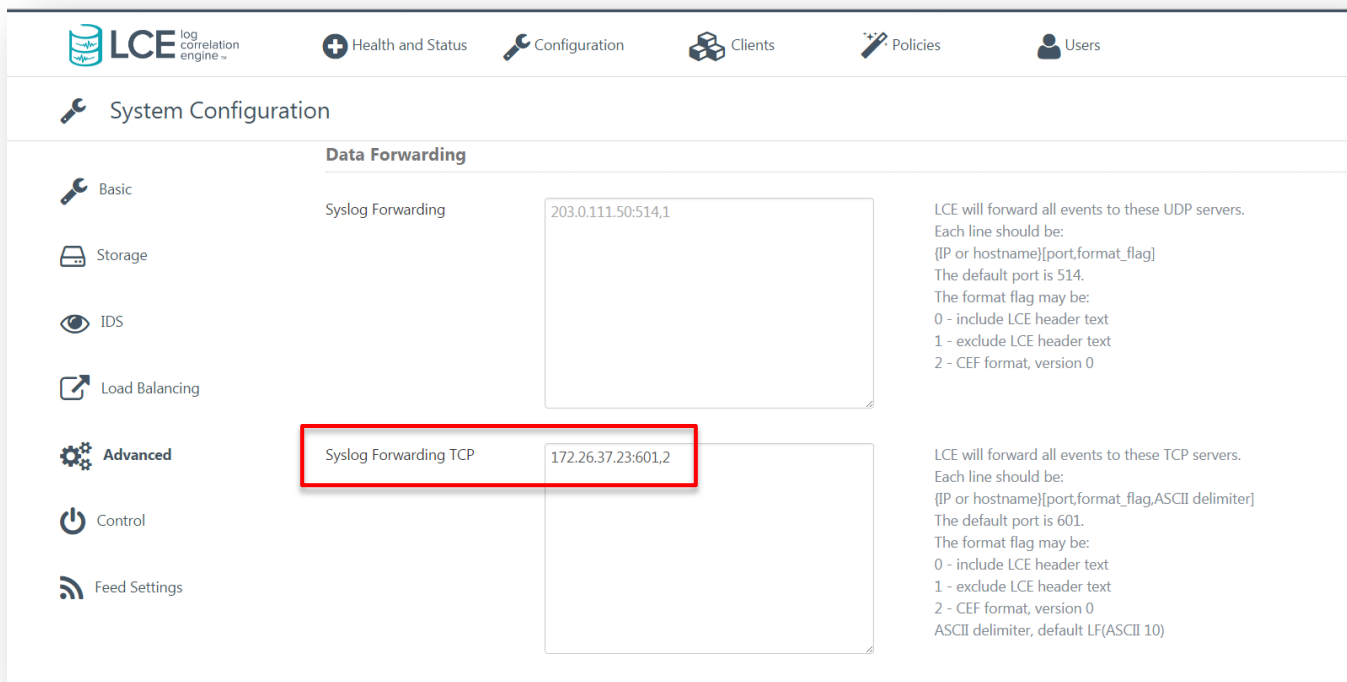 LCE log correlation engine™
Health and Status
Configuration
Clients
Policies
Users
System Configuration
Basic
Storage
IDS
Load Balancing
Advanced
Control
Feed Settings
Data Forwarding
Syslog Forwarding
203.0.111.50:514,1
LCE will forward all events to these UDP servers.
Each line should be:
{IP or hostname}[port,format_flag]
The default port is 514.
The format flag may be:
0 - include LCE header text
1 - exclude LCE header text
2 - CEF format, version 0
Syslog Forwarding TCP
172.26.37.23:601,2
LCE will forward all events to these TCP servers.
Each line should be:
{IP or hostname}[port,format_flag,ASCII delimiter]
The default port is 601.
The format flag may be:
0 - include LCE header text
1 - exclude LCE header text
2 - CEF format, version 0
ASCII delimiter, default LF(ASCII 10)